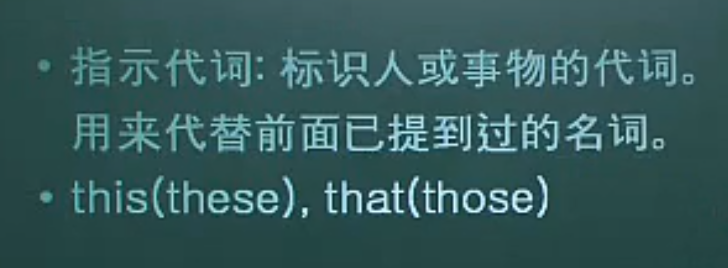 • 指示代词: 标识人或事物的代词。
用来代替前面已提到过的名词。
• this(these), that(those)